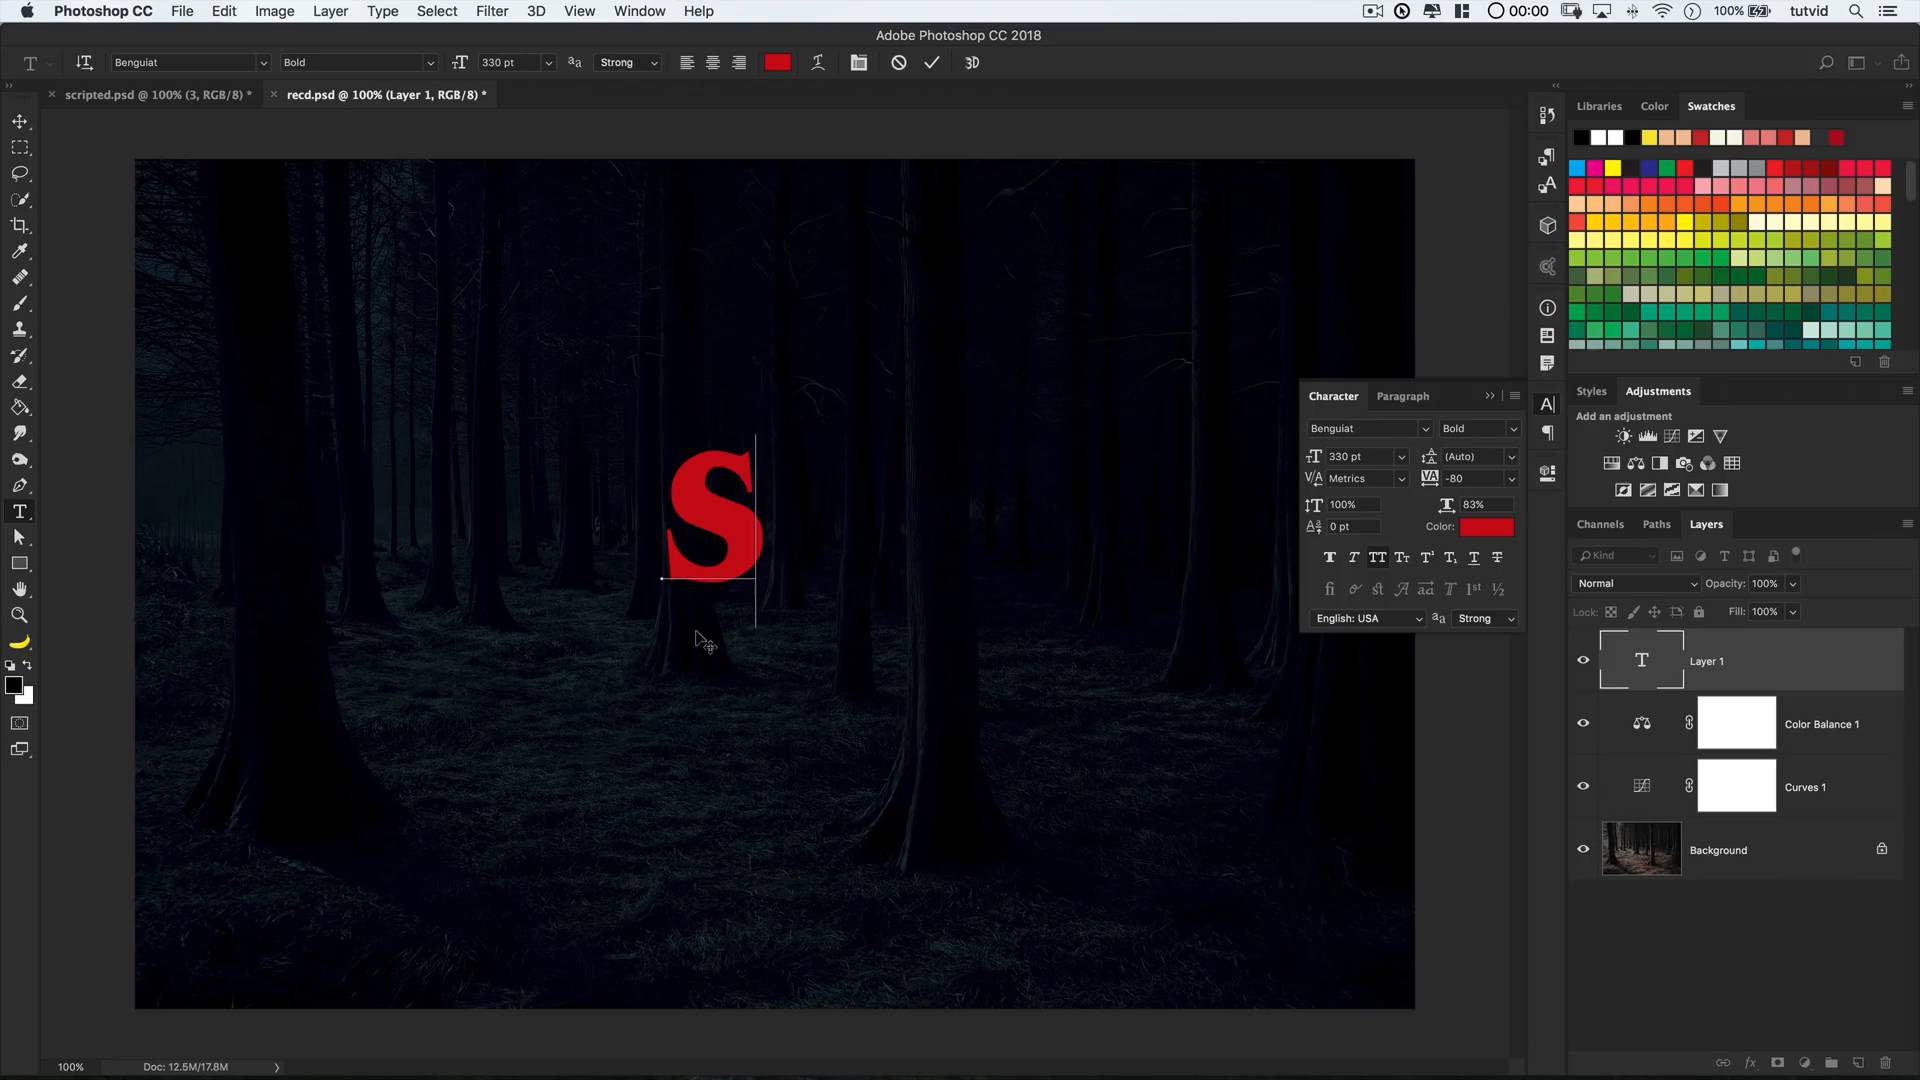 Photoshop CC File Edit Image Layer Type Select Filter 3D View Window Help 00:00 100% tutvid
Adobe Photoshop CC 2018
Benguiat Bold 330 pt Strong 3D
scripted.psd @ 100% (3, RGB/8) * recd.psd @ 100% (Layer 1, RGB/8) *
Libraries Color Swatches
S
Styles Adjustments
Add an adjustment
Character Paragraph
Benguiat Bold
330 pt (Auto)
Metrics -80
100% 83%
0 pt Color:
English: USA Strong
Channels Paths Layers
Kind
Normal Opacity: 100%
Lock: Fill: 100%
Layer 1
Color Balance 1
Curves 1
Background
100% Doc: 12.5M/17.8M